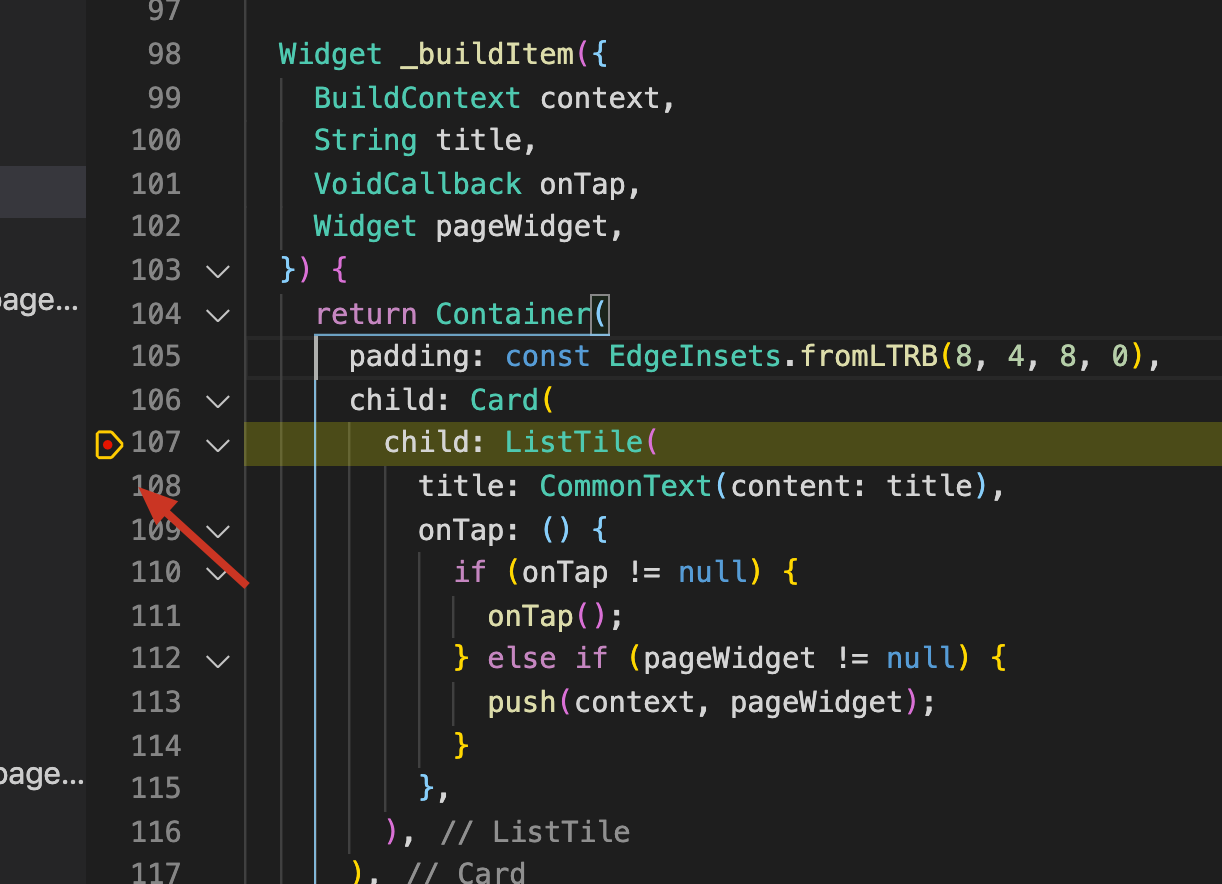 97
98 Widget _buildItem({
99 BuildContext context,
100 String title,
101 VoidCallback onTap,
102 Widget pageWidget,
103 }) {
104 return Container(
105 padding: const EdgeInsets.fromLTRB(8, 4, 8, 0),
106 child: Card(
107 child: ListTile(
108 title: CommonText(content: title),
109 onTap: () {
110 if (onTap != null) {
111 onTap();
112 } else if (pageWidget != null) {
113 push(context, pageWidget);
114 }
115 },
116 ), // ListTile
117 ), // Card
page...
page...